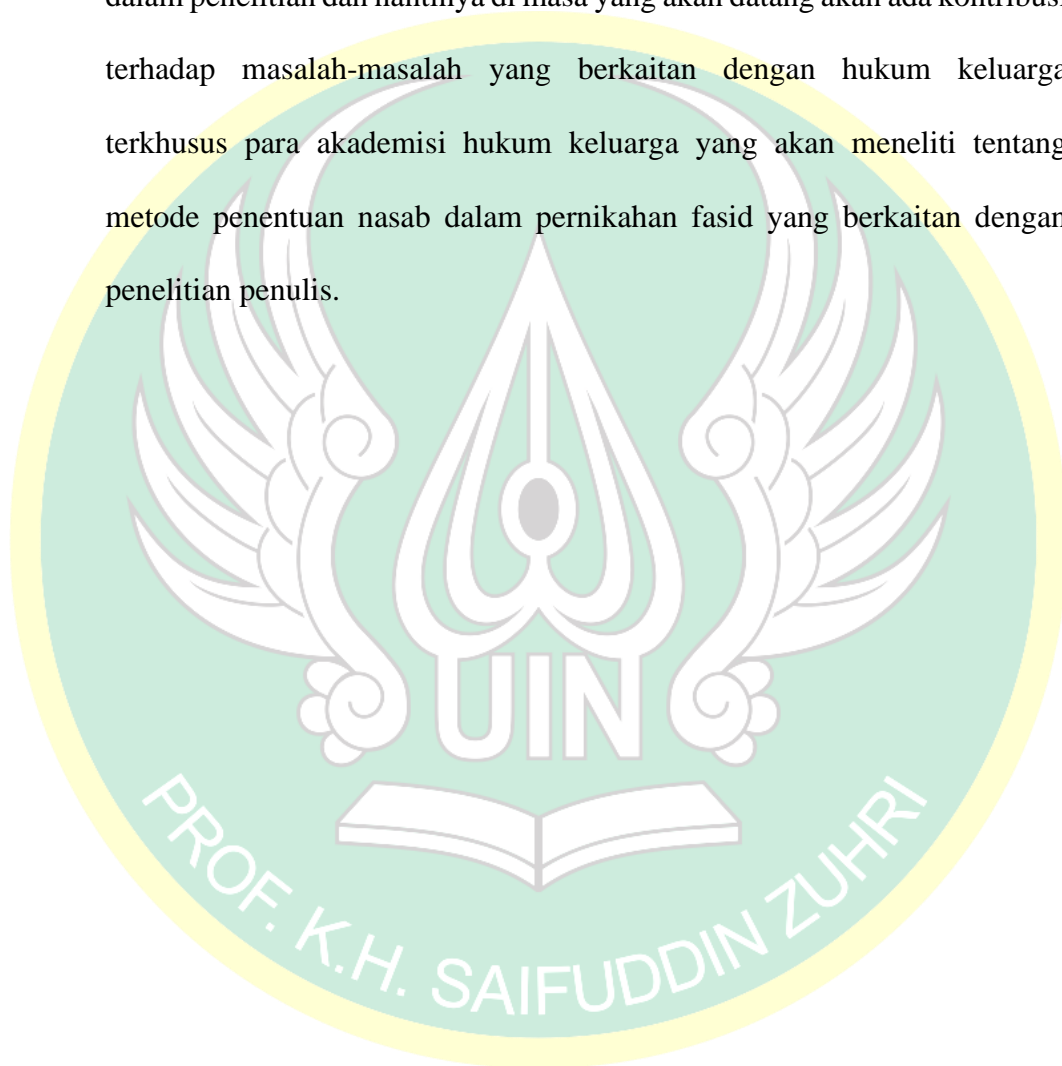 dalam penelitian dan nantinya di masa yang akan datang akan ada kontribusi
terhadap masalah-masalah yang berkaitan dengan hukum keluarga
terkhusus para akademisi hukum keluarga yang akan meneliti tentang
metode penentuan nasab dalam pernikahan fasid yang berkaitan dengan
penelitian penulis.
UIN
PROF. K.H. SAIFUDDIN ZUHRI